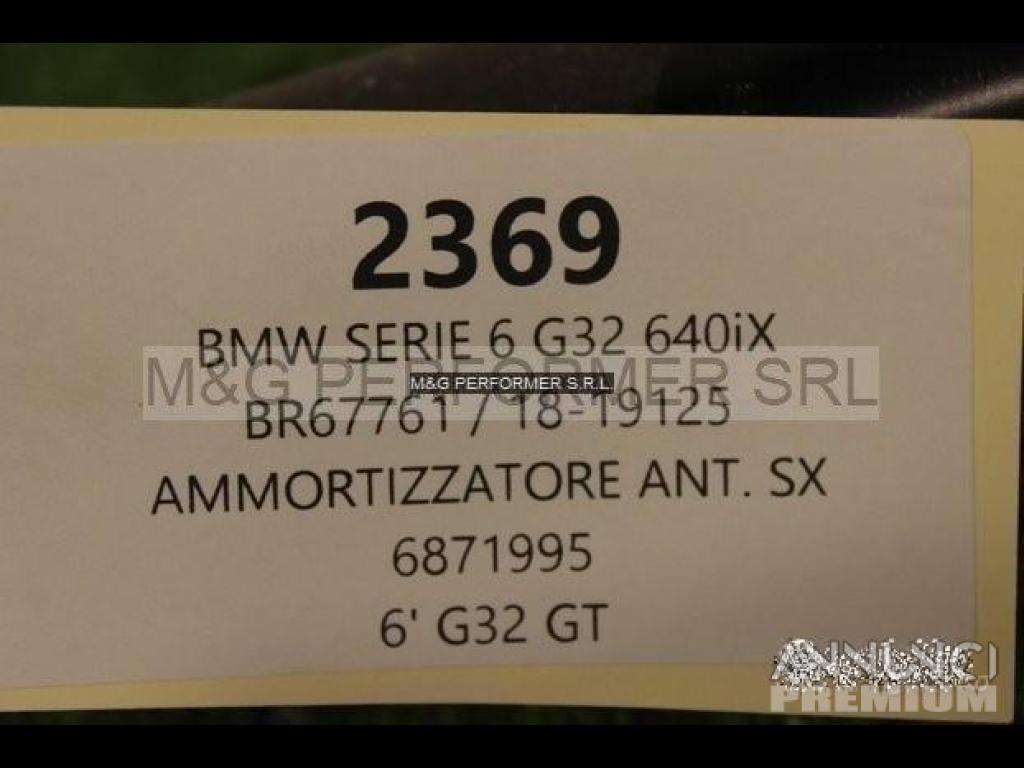 2369
BMW SERIE 6 G32 640iX
M&G PERFORMER SRL
M&G PERFORMER S.R.L.
BR67761 / 18-19125
AMMORTIZZATORE ANT. SX
6871995
6' G32 GT
PREMIUM